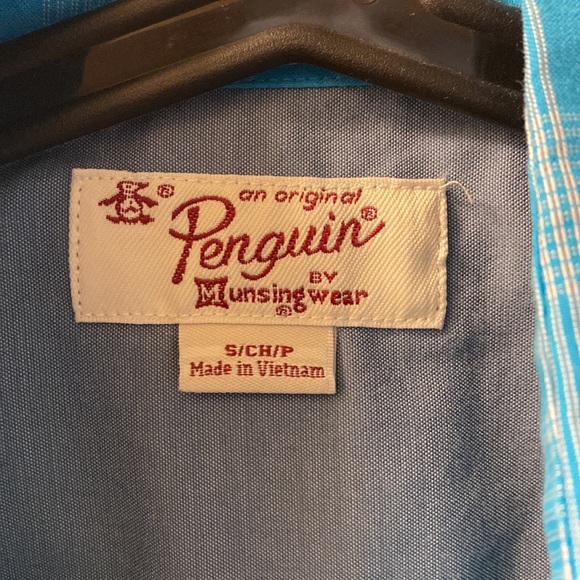 ®
an original
Penguin®
BY
Munsingwear
®
S/CH/P
Made in Vietnam